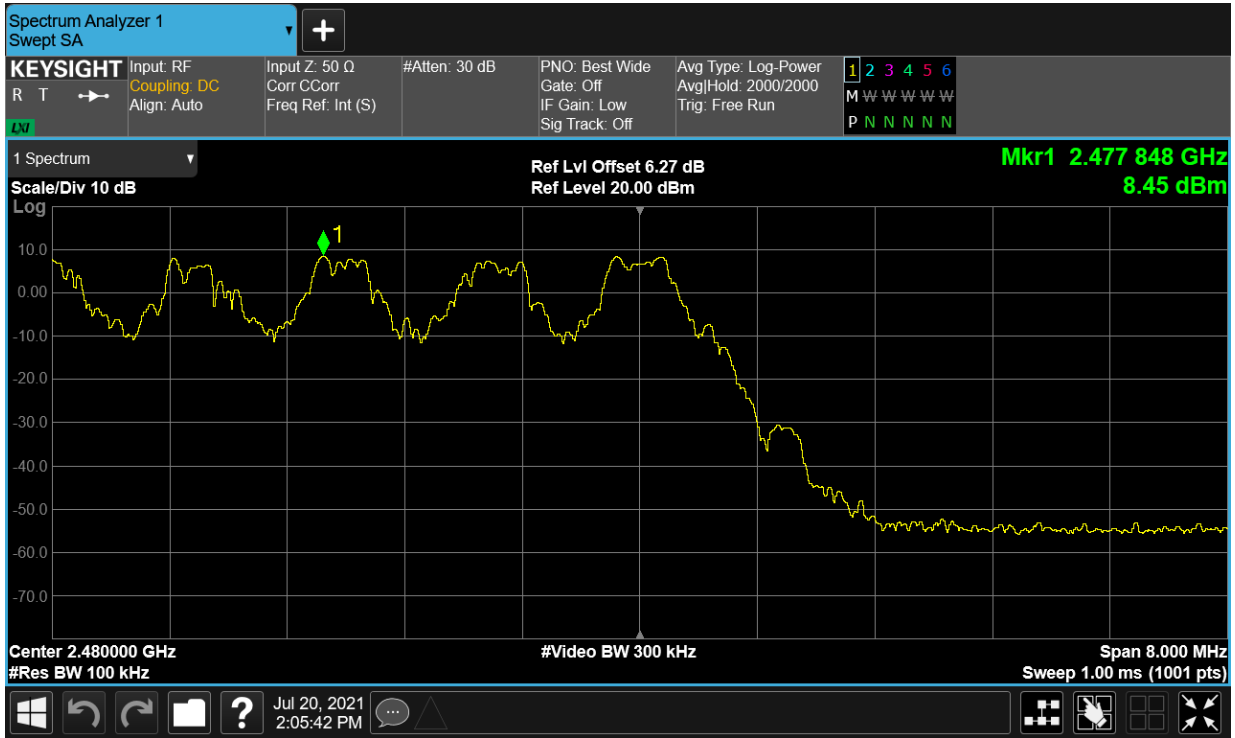 Spectrum Analyzer 1
Swept SA
KEYSIGHT
R T
LXI
Input: RF
Coupling: DC
Align: Auto
Input Z: 50 Ω
Corr CCorr
Freq Ref: Int (S)
#Atten: 30 dB
PNO: Best Wide
Gate: Off
IF Gain: Low
Sig Track: Off
Avg Type: Log-Power
Avg|Hold: 2000/2000
Trig: Free Run
1 2 3 4 5 6
M W W W W W
P N N N N N
1 Spectrum
Scale/Div 10 dB
Log
Ref Lvl Offset 6.27 dB
Ref Level 20.00 dBm
Mkr1 2.477 848 GHz
8.45 dBm
1
10.0
0.00
-10.0
-20.0
-30.0
-40.0
-50.0
-60.0
-70.0
Center 2.480000 GHz
#Video BW 300 kHz
Span 8.000 MHz
#Res BW 100 kHz
Sweep 1.00 ms (1001 pts)
?
Jul 20, 2021
2:05:42 PM